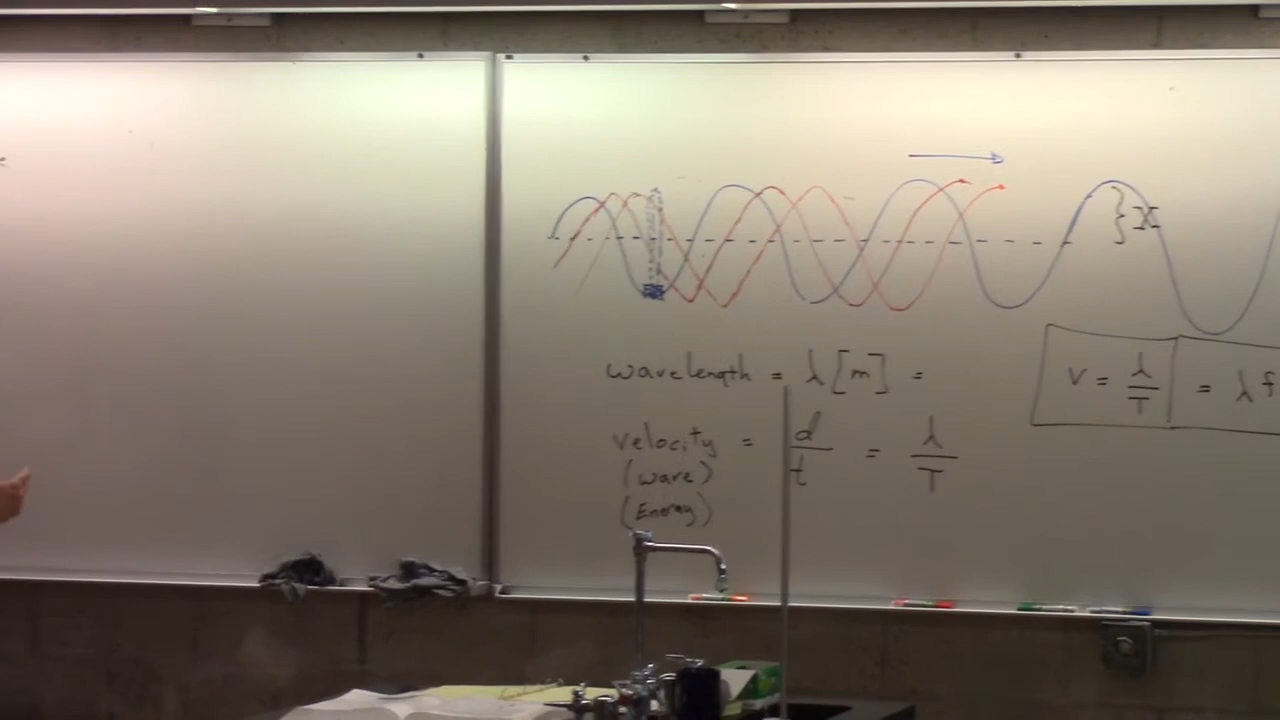 X
wavelength = λ [m] =
v = λ/T = λf
velocity = d/t = λ/T
(wave)
(Energy)